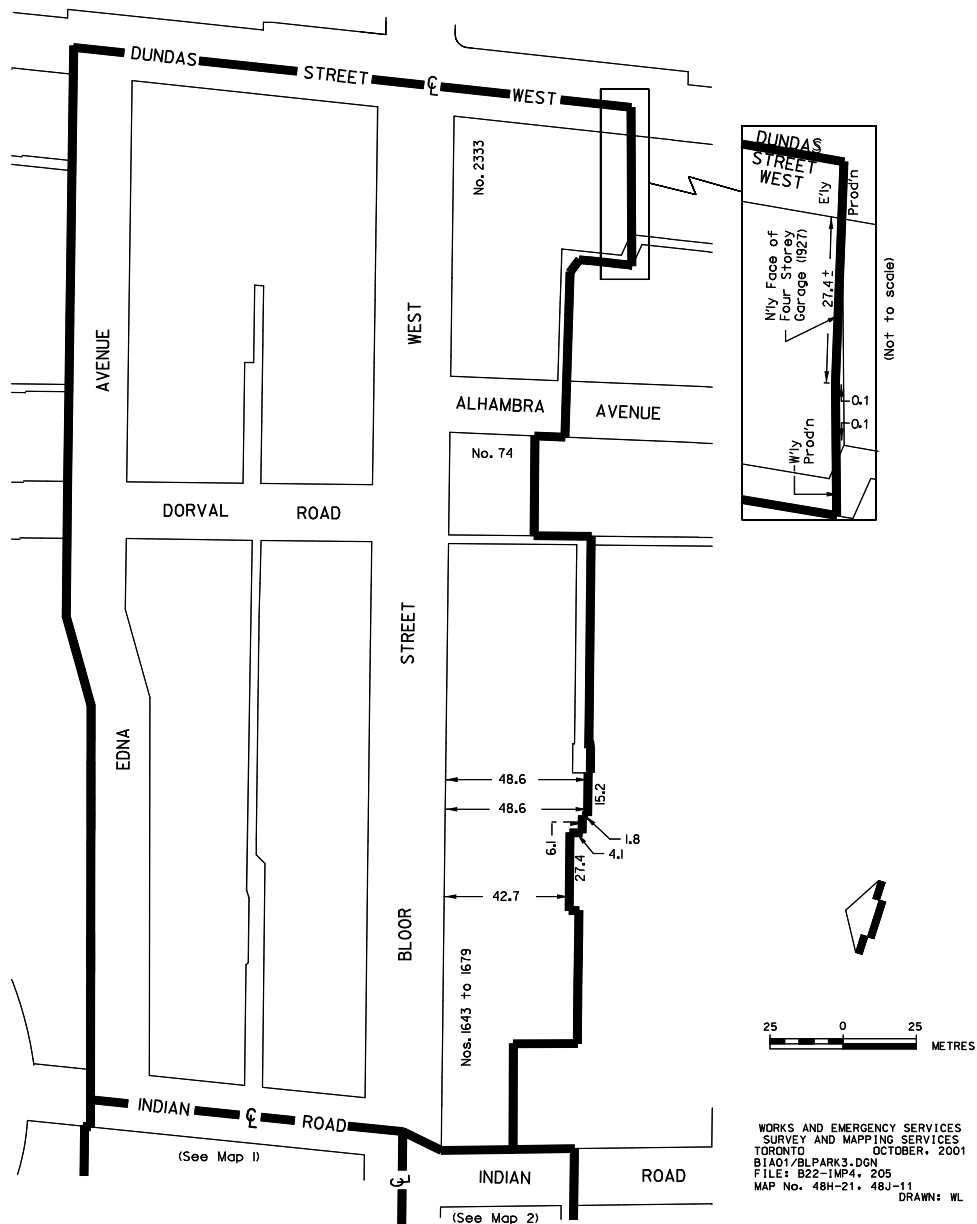 DUNDAS STREET ℄ WEST
No. 2333
AVENUE
WEST
ALHAMBRA AVENUE
No. 74
DORVAL ROAD
STREET
EDNA
48.6
48.6
15.2
1.8
6.1
4.1
27.4
42.7
BLOOR
Nos. 1643 to 1679
INDIAN ℄ ROAD
(See Map 1)
℄
INDIAN ROAD
(See Map 2)
DUNDAS
STREET
WEST
E'ly
Prod'n
N'ly Face of
Four Storey
Garage (1927)
27.4 ±
0.1
0.1
W'ly
Prod'n
(Not to scale)
25 0 25
METRES
WORKS AND EMERGENCY SERVICES
SURVEY AND MAPPING SERVICES
TORONTO OCTOBER, 2001
BIA01/BLPARK3.DGN
FILE: B22-IMP4, 205
MAP No. 48H-21, 48J-11
DRAWN: WL